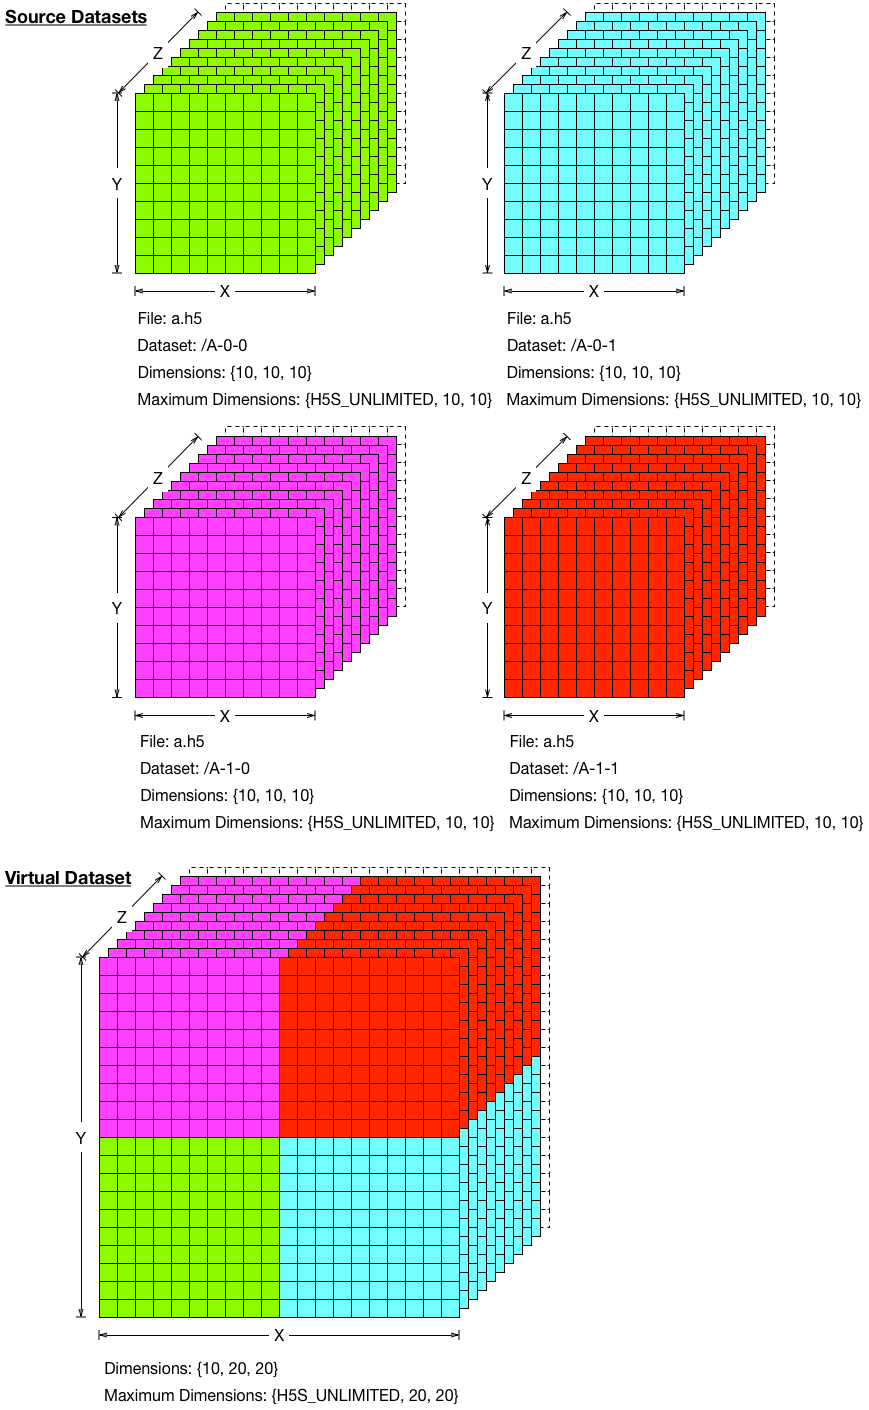 Source Datasets
Z
Z
Y
Y
X
X
File: a.h5
File: a.h5
Dataset: /A-0-0
Dataset: /A-0-1
Dimensions: {10, 10, 10}
Dimensions: {10, 10, 10}
Maximum Dimensions: {H5S_UNLIMITED, 10, 10}
Maximum Dimensions: {H5S_UNLIMITED, 10, 10}
Z
Z
Y
Y
X
X
File: a.h5
File: a.h5
Dataset: /A-1-0
Dataset: /A-1-1
Dimensions: {10, 10, 10}
Dimensions: {10, 10, 10}
Maximum Dimensions: {H5S_UNLIMITED, 10, 10}
Maximum Dimensions: {H5S_UNLIMITED, 10, 10}
Virtual Dataset
Z
Y
X
Dimensions: {10, 20, 20}
Maximum Dimensions: {H5S_UNLIMITED, 20, 20}